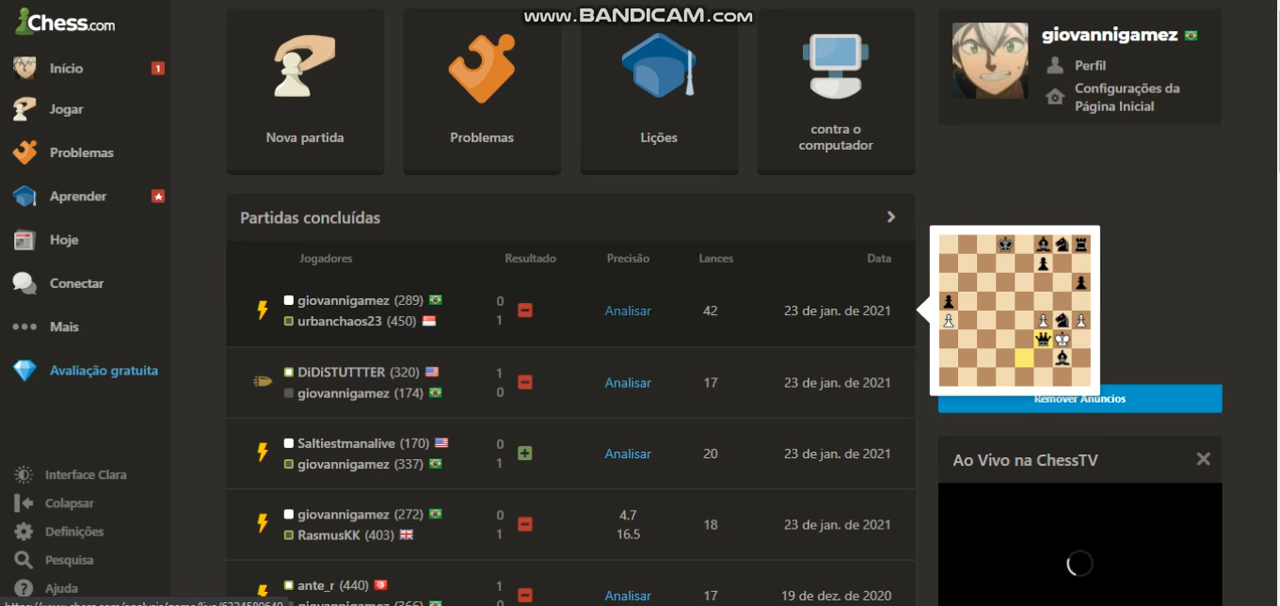 www.BANDICAM.com
Chess.com
Início 1
Jogar
Problemas
Aprender
Hoje
Conectar
Mais
Avaliação gratuita
Interface Clara
Colapsar
Definições
Pesquisa
Ajuda
Nova partida
Problemas
Lições
contra o
computador
giovannigamez
Perfil
Configurações da
Página Inicial
Partidas concluídas
Jogadores Resultado Precisão Lances Data
giovannigamez (289) 0
urbanchaos23 (450) 1
Analisar 42 23 de jan. de 2021
DiDiSTUTTTER (320) 1
giovannigamez (174) 0
Analisar 17 23 de jan. de 2021
Saltiestmanalive (170) 0
giovannigamez (337) 1
Analisar 20 23 de jan. de 2021
giovannigamez (272) 0 4.7
RasmusKK (403) 1 16.5
18 23 de jan. de 2021
ante_r (440) 1
Analisar 17 19 de dez. de 2020
giovannigamez (366) 0
Remover Anúncios
Ao Vivo na ChessTV